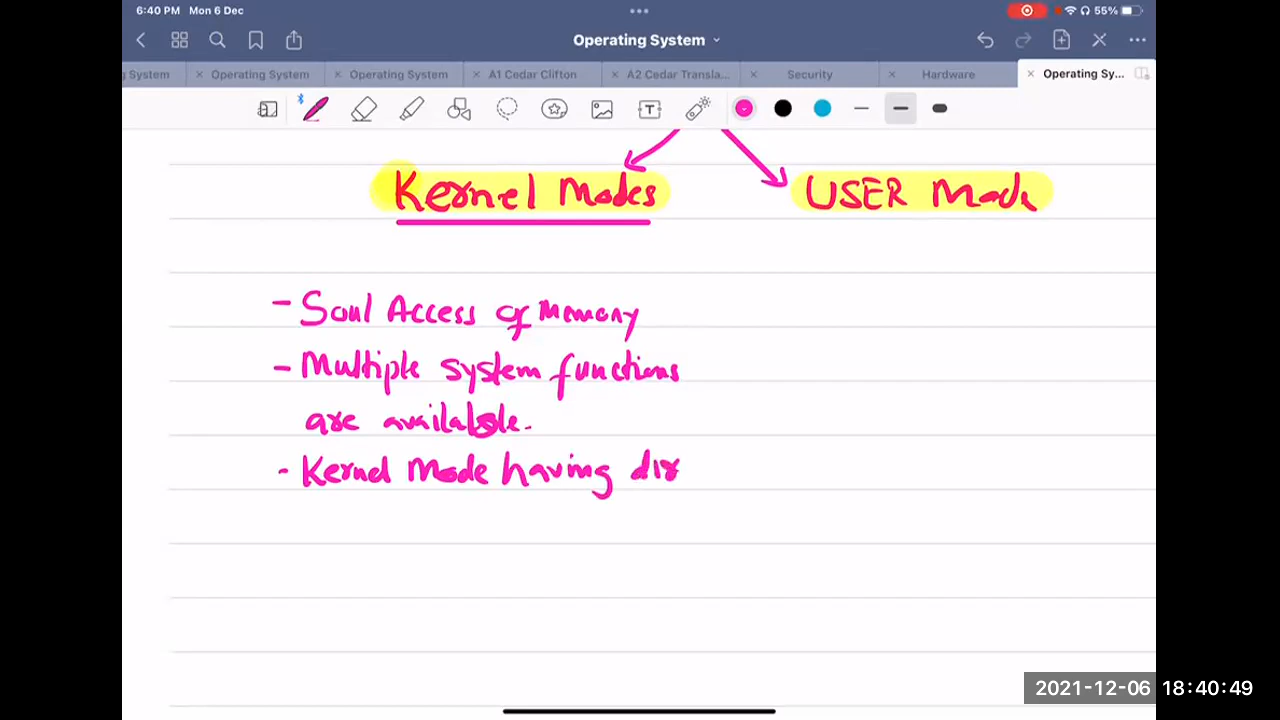 6:40 PM Mon 6 Dec
55%
Operating System
g System
Operating System
Operating System
A1 Cedar Clifton
A2 Cedar Transla...
Security
Hardware
Operating Sy...
Kernel Modes
USER Mode
- Soul Access of Memory
- Multiple system functions
are available.
- Kernel Mode having dir
2021-12-06 18:40:49